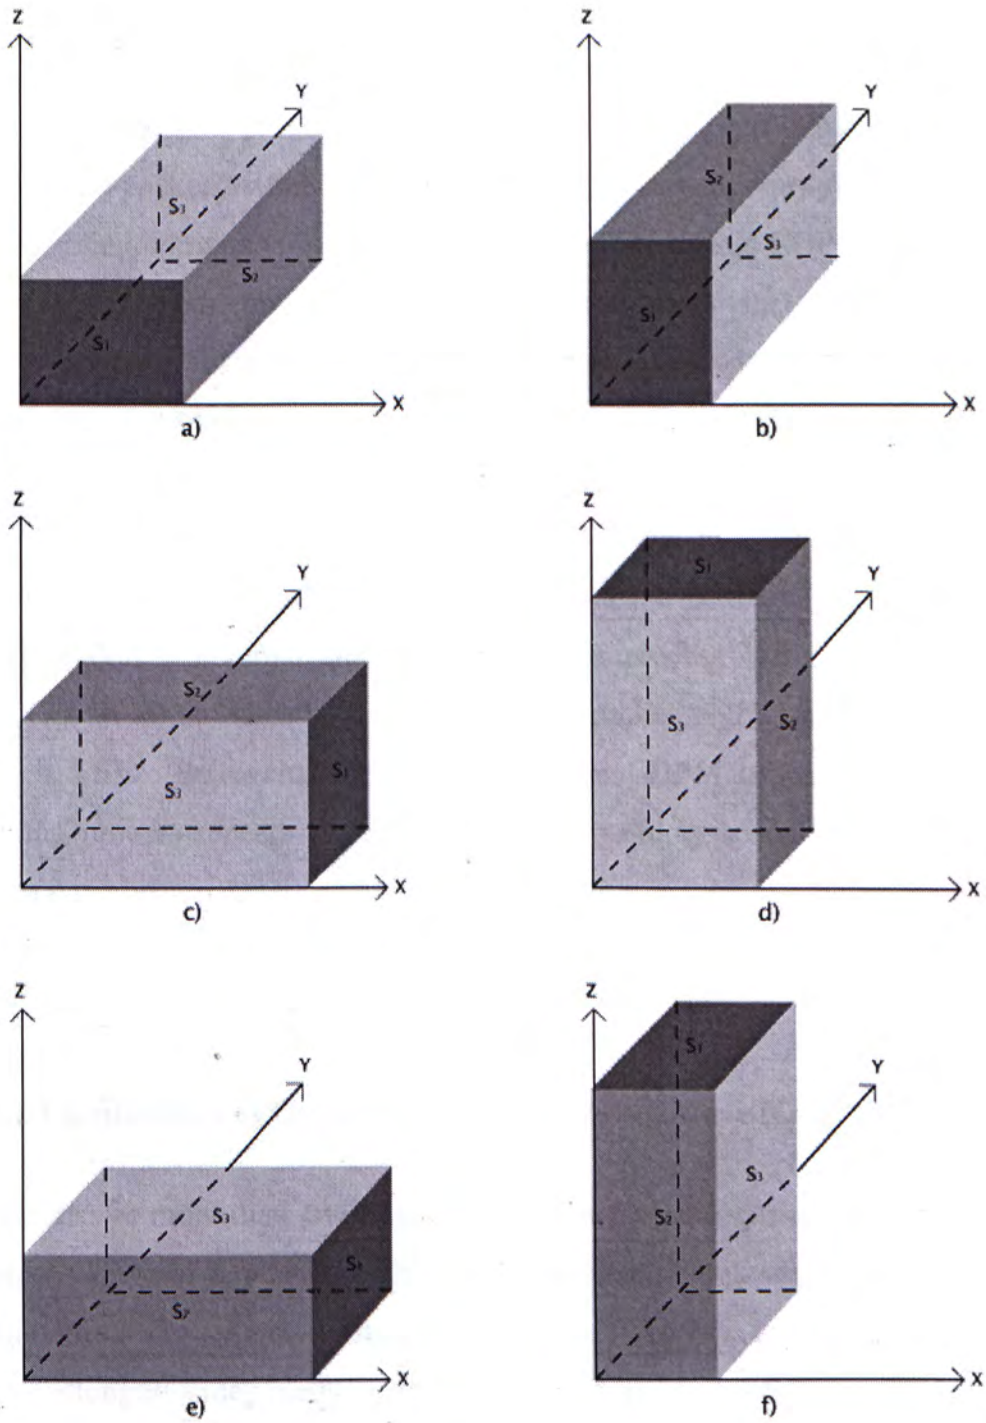 Z Z
Y Y
S3 S2
S3
S2
S1 S1
X X
a) b)
Z Z
S1
Y Y
S2
S3 S2
S1
S3
X X
c) d)
Z Z
S1
Y Y
S3 S3
S2
S1
S2
X X
e) f)